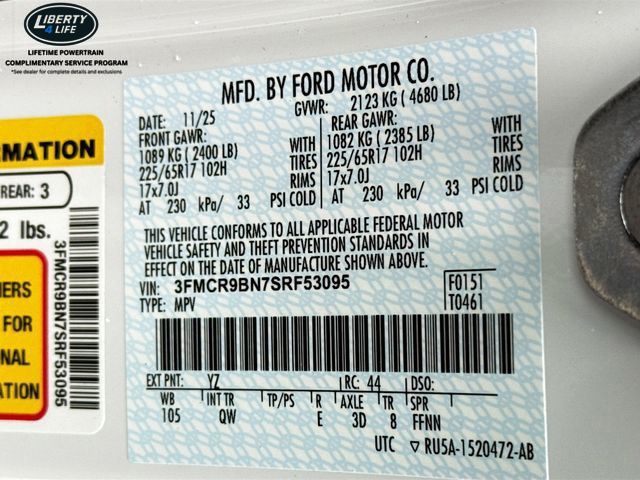 LIBERTY
4 LIFE
LIFETIME POWERTRAIN
COMPLIMENTARY SERVICE PROGRAM
*See dealer for complete details and exclusions
RMATION
REAR: 3
2 lbs.
3FMCR9BN7SRF53095
ERS
FOR
NAL
ATION
MFD. BY FORD MOTOR CO.
DATE: 11/25 GVWR: 2123 KG ( 4680 LB)
FRONT GAWR: WITH REAR GAWR: WITH
1089 KG ( 2400 LB) TIRES 1082 KG ( 2385 LB) TIRES
225/65R17 102H RIMS 225/65R17 102H RIMS
17x7.0J 17x7.0J
AT 230 kPa/ 33 PSI COLD AT 230 kPa/ 33 PSI COLD
THIS VEHICLE CONFORMS TO ALL APPLICABLE FEDERAL MOTOR
VEHICLE SAFETY AND THEFT PREVENTION STANDARDS IN
EFFECT ON THE DATE OF MANUFACTURE SHOWN ABOVE.
VIN: 3FMCR9BN7SRF53095 F0151
TYPE: MPV T0461
EXT PNT: YZ RC: 44 DSO:
WB INT TR TP/PS R AXLE TR SPR
105 QW E 3D 8 FFNN
UTC ▽ RU5A-1520472-AB